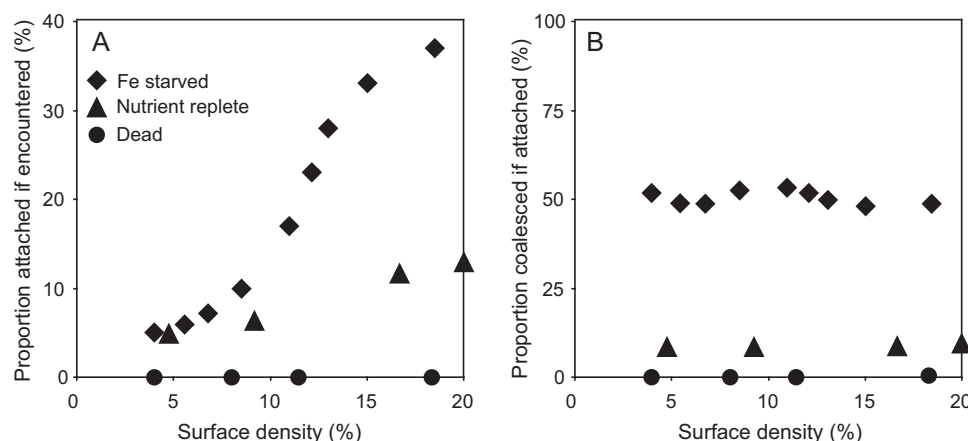 A
Proportion attached if encountered (%)
40
30
20
10
0
Fe starved
Nutrient replete
Dead
0 5 10 15 20
Surface density (%)
B
Proportion coalesced if attached (%)
100
75
50
25
0
0 5 10 15 20
Surface density (%)